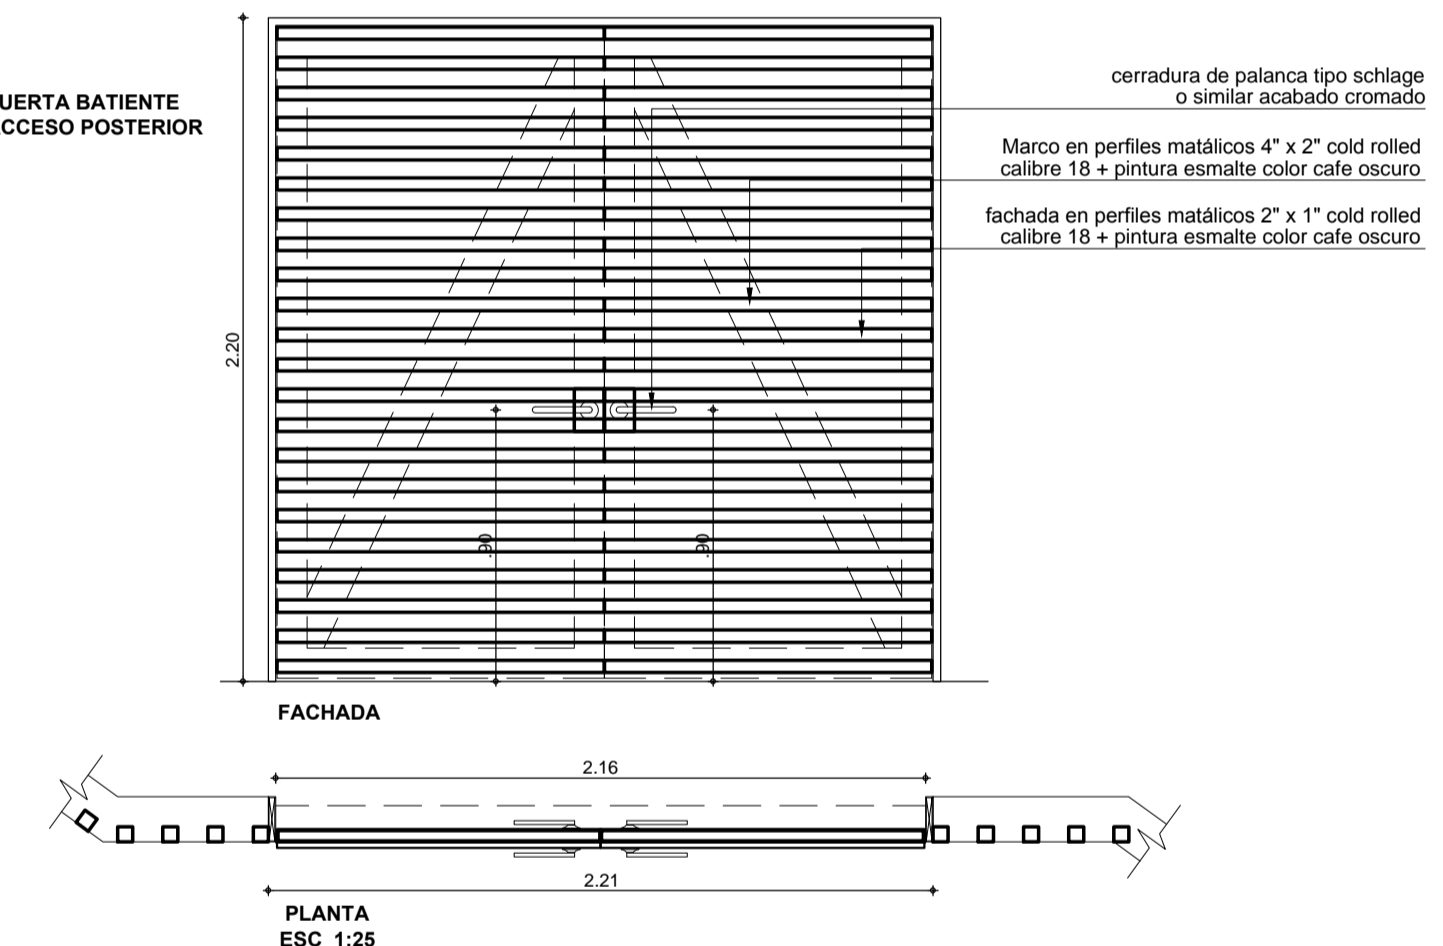 UERTA BATIENTE
CCESO POSTERIOR
cerradura de palanca tipo schlage
o similar acabado cromado
Marco en perfiles matálicos 4" x 2" cold rolled
calibre 18 + pintura esmalte color cafe oscuro
fachada en perfiles matálicos 2" x 1" cold rolled
calibre 18 + pintura esmalte color cafe oscuro
2.20
.90
.90
FACHADA
2.16
2.21
PLANTA
ESC 1:25